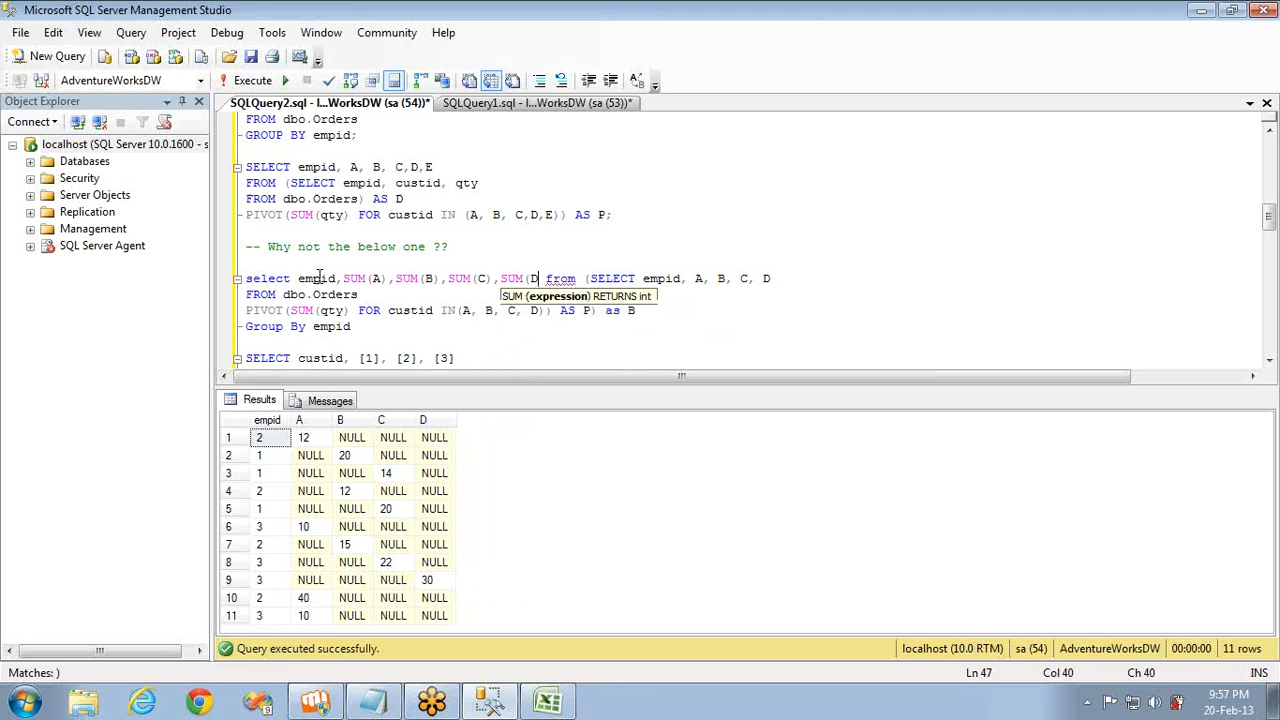 Microsoft SQL Server Management Studio
File Edit View Query Project Debug Tools Window Community Help
New Query
AdventureWorksDW Execute
Object Explorer
SQLQuery2.sql - I...WorksDW (sa (54))* SQLQuery1.sql - I...WorksDW (sa (53))*
Connect
localhost (SQL Server 10.0.1600 - s
Databases
Security
Server Objects
Replication
Management
SQL Server Agent
FROM dbo.Orders
GROUP BY empid;
SELECT empid, A, B, C,D,E
FROM (SELECT empid, custid, qty
FROM dbo.Orders) AS D
PIVOT(SUM(qty) FOR custid IN (A, B, C,D,E)) AS P;
-- Why not the below one ??
select empid,SUM(A),SUM(B),SUM(C),SUM(D from (SELECT empid, A, B, C, D
SUM (expression) RETURNS int
FROM dbo.Orders
PIVOT(SUM(qty) FOR custid IN(A, B, C, D)) AS P) as B
Group By empid
SELECT custid, [1], [2], [3]
Results Messages
empid A B C D
1 2 12 NULL NULL NULL
2 1 NULL 20 NULL NULL
3 1 NULL NULL 14 NULL
4 2 NULL 12 NULL NULL
5 1 NULL NULL 20 NULL
6 3 10 NULL NULL NULL
7 2 NULL 15 NULL NULL
8 3 NULL NULL 22 NULL
9 3 NULL NULL NULL 30
10 2 40 NULL NULL NULL
11 3 10 NULL NULL NULL
Query executed successfully. localhost (10.0 RTM) sa (54) AdventureWorksDW 00:00:00 11 rows
Matches: ) Ln 47 Col 40 Ch 40 INS
9:57 PM
20-Feb-13